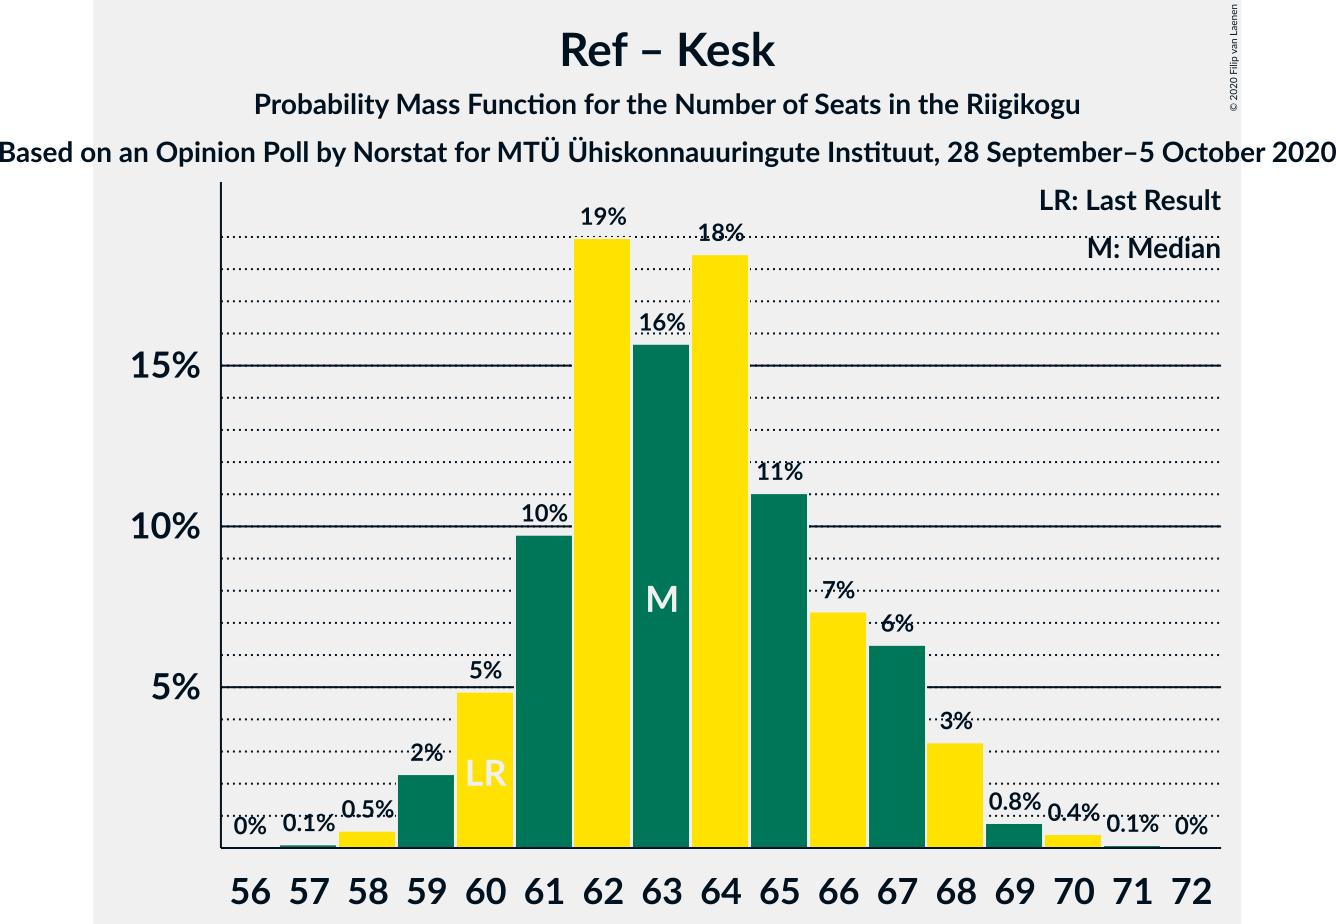 Ref – Kesk
Probability Mass Function for the Number of Seats in the Riigikogu
Based on an Opinion Poll by Norstat for MTÜ Ühiskonnauuringute Instituut, 28 September–5 October 2020
© 2020 Filip van Laenen
LR: Last Result
M: Median
15%
10%
5%
0%
0.1%
0.5%
2%
5%
10%
19%
16%
18%
11%
7%
6%
3%
0.8%
0.4%
0.1%
0%
LR
M
56 57 58 59 60 61 62 63 64 65 66 67 68 69 70 71 72